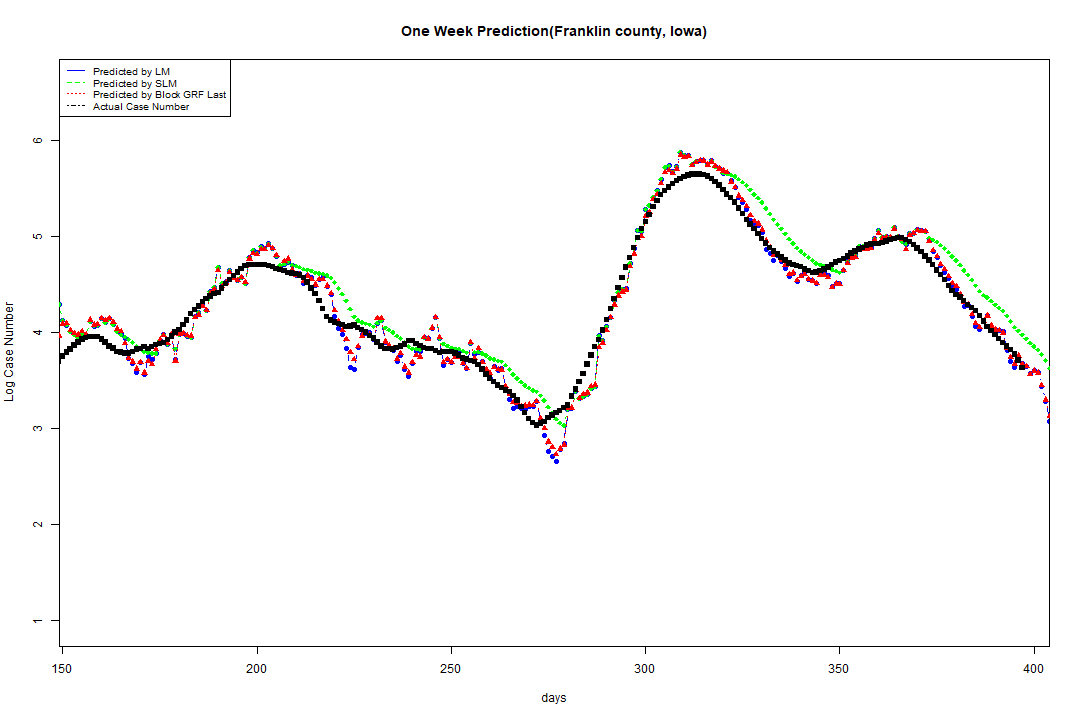 One Week Prediction(Franklin county, Iowa)
Predicted by LM
Predicted by SLM
Predicted by Block GRF Last
Actual Case Number
6
5
4
3
2
1
Log Case Number
150 200 250 300 350 400
days